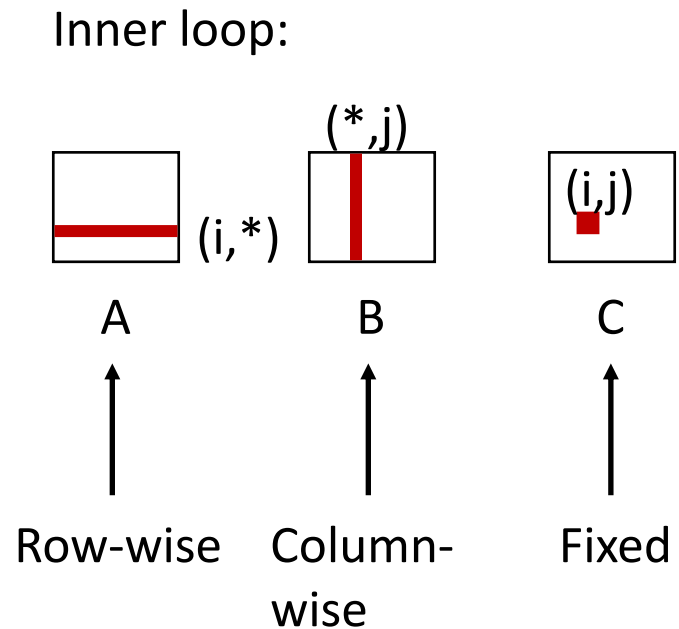 Inner loop:
(*,j)
(i,*)
(i,j)
A B C
Row-wise Column-
wise Fixed